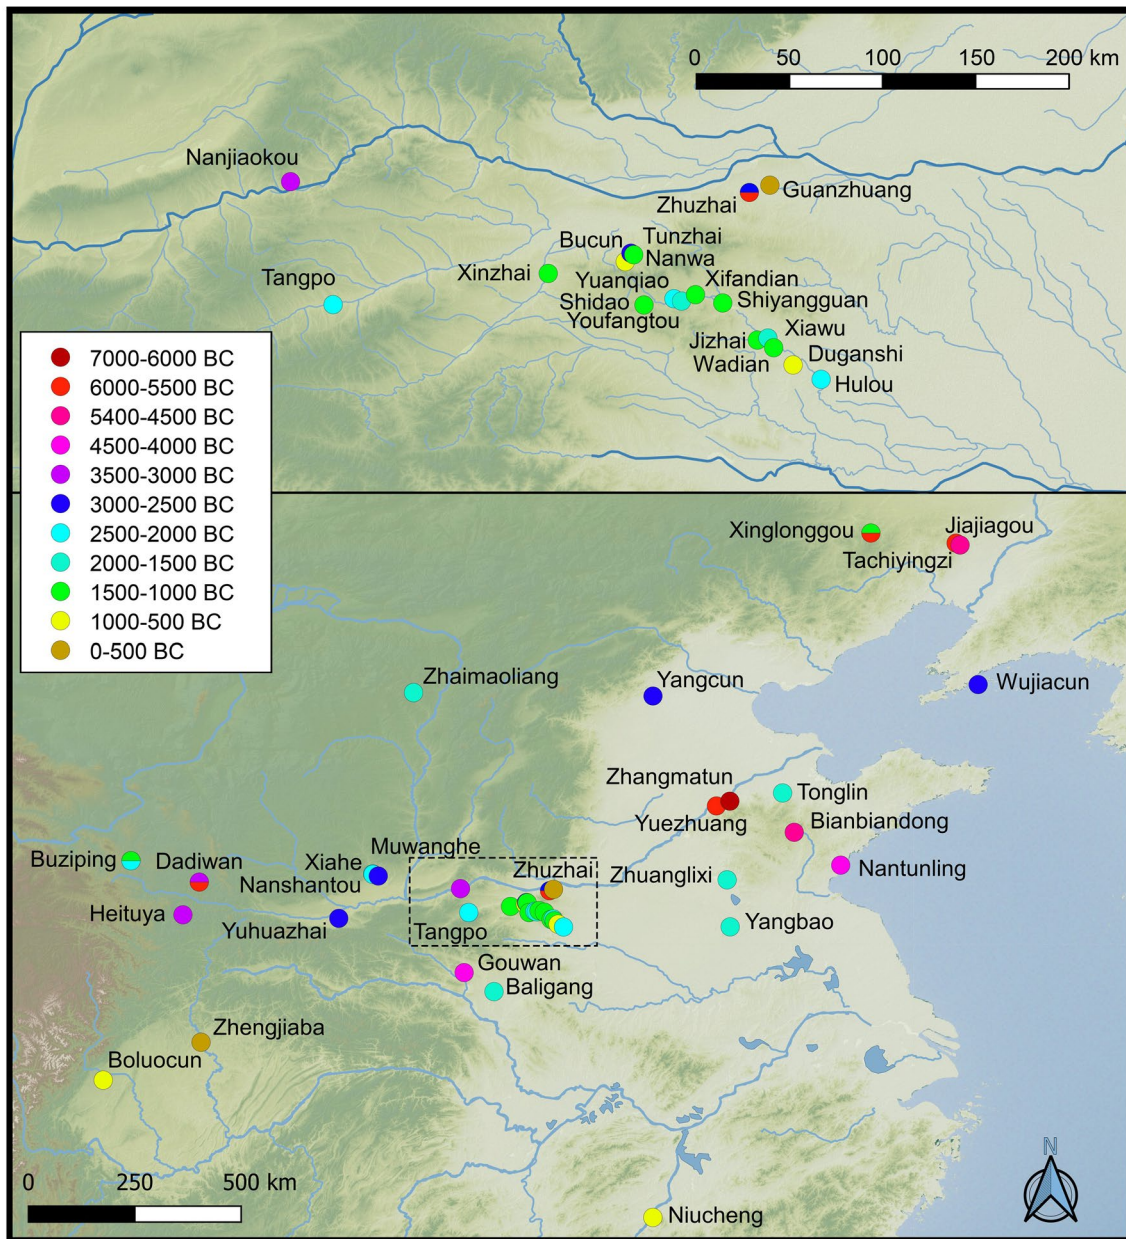 0 50 100 200 km
Nanjiaokou
Guanzhuang
Zhuzhai
Bucun
Tunzhai
Nanwa
Xinzhai
Tangpo
Yuanqiao
Xifandian
Shidao
Shiyangguan
Youfangtou
Xiawu
Jizhai
Wadian
Duganshi
Hulou
7000-6000 BC
6000-5500 BC
5400-4500 BC
4500-4000 BC
3500-3000 BC
3000-2500 BC
2500-2000 BC
2000-1500 BC
1500-1000 BC
1000-500 BC
0-500 BC
Xinglonggou
Jiajiagou
Tachiyingzi
Zhaimaoliang
Yangcun
Wujiacun
Zhangmatun
Tonglin
Yuezhuang
Bianbiandong
Muwanghe
Buziping
Dadiwan
Xiahe
Zhuzhai
Nantunling
Nanshantou
Zhuanglixi
Heituya
Yuhuazhai
Tangpo
Yangbao
Gouwan
Baligang
Zhengjiaba
Boluocun
N
0 250 500 km
Niucheng